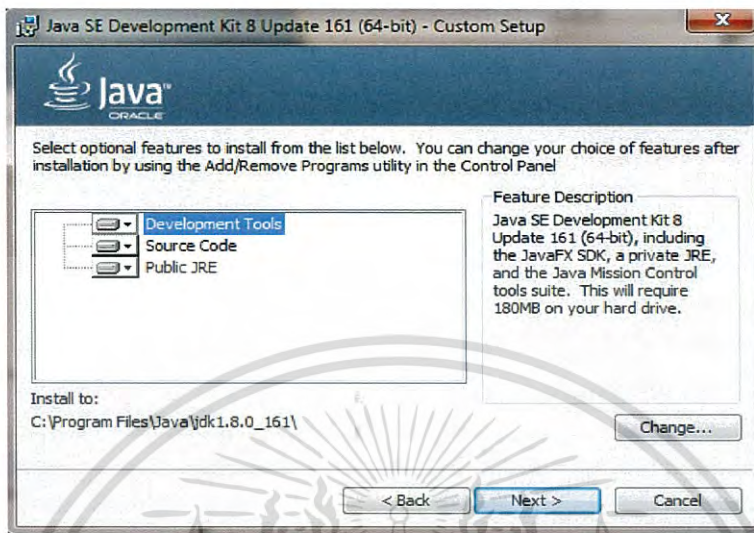 Java SE Development Kit 8 Update 161 (64-bit) - Custom Setup
Java™
ORACLE
Select optional features to install from the list below. You can change your choice of features after
installation by using the Add/Remove Programs utility in the Control Panel
Development Tools
Source Code
Public JRE
Feature Description
Java SE Development Kit 8
Update 161 (64-bit), including
the JavaFX SDK, a private JRE,
and the Java Mission Control
tools suite. This will require
180MB on your hard drive.
Install to:
C:\Program Files\Java\jdk1.8.0_161\
Change...
< Back
Next >
Cancel